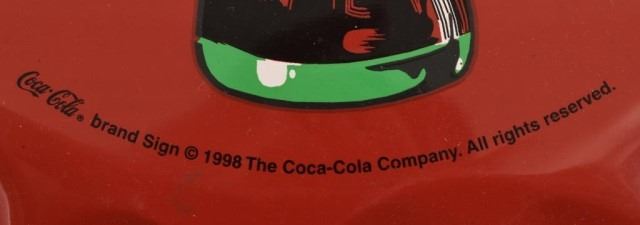 Coca-Cola® brand Sign © 1998 The Coca-Cola Company. All rights reserved.